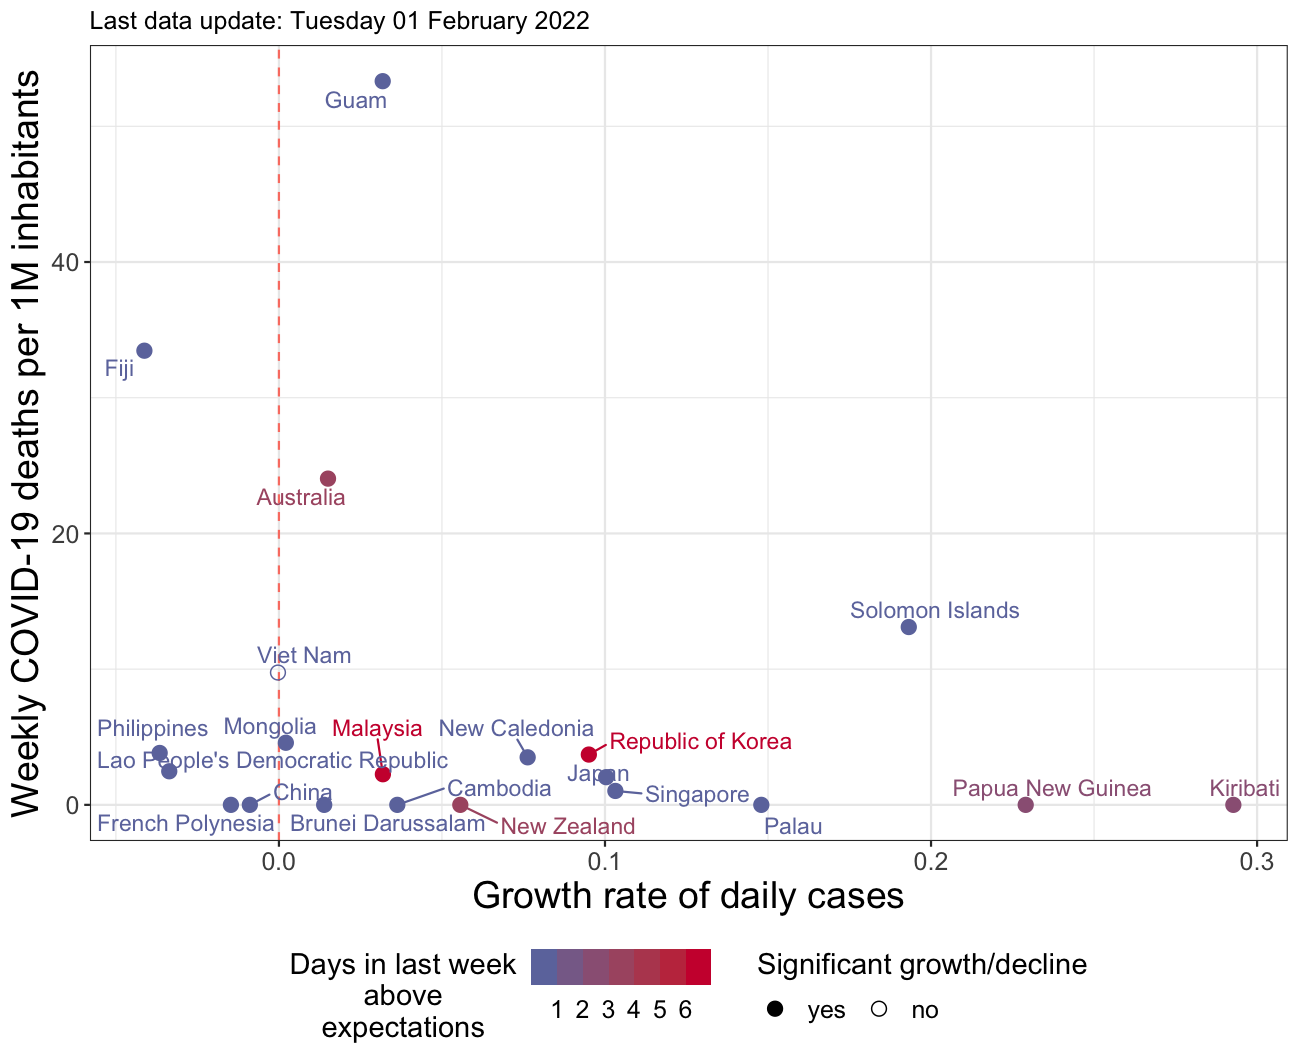 Last data update: Tuesday 01 February 2022
Weekly COVID-19 deaths per 1M inhabitants
40
20
0
Guam
Fiji
Australia
Solomon Islands
Viet Nam
Philippines
Mongolia
Malaysia
New Caledonia
Republic of Korea
Lao People's Democratic Republic
Japan
China
Cambodia
Singapore
Papua New Guinea
Kiribati
French Polynesia
Brunei Darussalam
New Zealand
Palau
0.0
0.1
0.2
0.3
Growth rate of daily cases
Days in last week
above
expectations
1 2 3 4 5 6
Significant growth/decline
yes
no